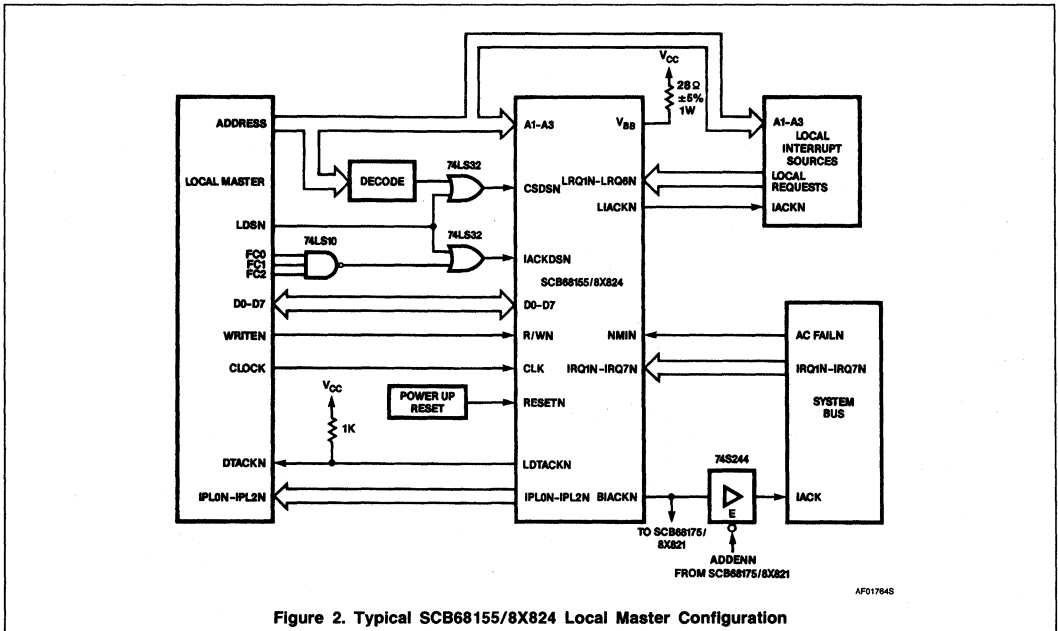 VCC
28Ω
±5%
1W
ADDRESS
LOCAL MASTER
LDSN
FC0
FC1
FC2
D0–D7
WRITEN
CLOCK
DTACKN
IPL0N–IPL2N
DECODE
74LS32
74LS10
74LS32
POWER UP
RESET
VCC
1K
A1–A3
VBB
CSDSN
LRQ1N–LRQ6N
LIACKN
IACKDSN
SCB68155/8X824
D0–D7
R/WN
NMIN
CLK
IRQ1N–IRQ7N
RESETN
LDTACKN
IPL0N–IPL2N
BIACKN
A1–A3
LOCAL
INTERRUPT
SOURCES
LOCAL
REQUESTS
IACKN
AC FAILN
IRQ1N–IRQ7N
SYSTEM
BUS
IACK
74S244
E
TO SCB68175/
8X821
ADDENN
FROM SCB68175/8X821
AF01764S
Figure 2. Typical SCB68155/8X824 Local Master Configuration